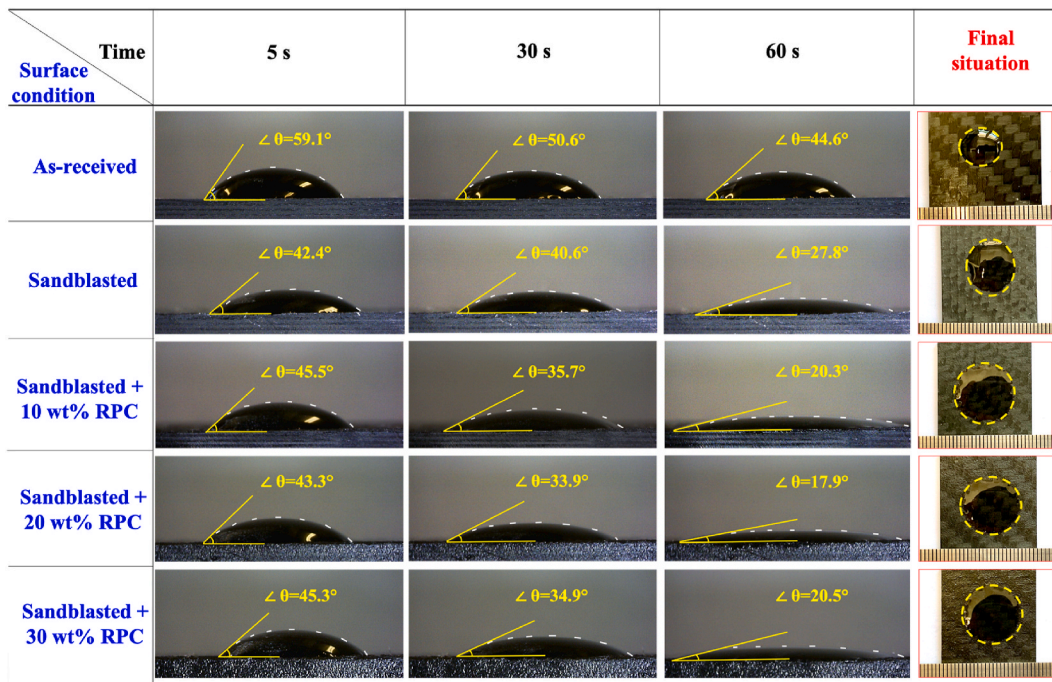 Time
5 s
30 s
60 s
Final
situation
Surface
condition
As-received
∠ θ=59.1°
∠ θ=50.6°
∠ θ=44.6°
Sandblasted
∠ θ=42.4°
∠ θ=40.6°
∠ θ=27.8°
Sandblasted +
10 wt% RPC
∠ θ=45.5°
∠ θ=35.7°
∠ θ=20.3°
Sandblasted +
20 wt% RPC
∠ θ=43.3°
∠ θ=33.9°
∠ θ=17.9°
Sandblasted +
30 wt% RPC
∠ θ=45.3°
∠ θ=34.9°
∠ θ=20.5°